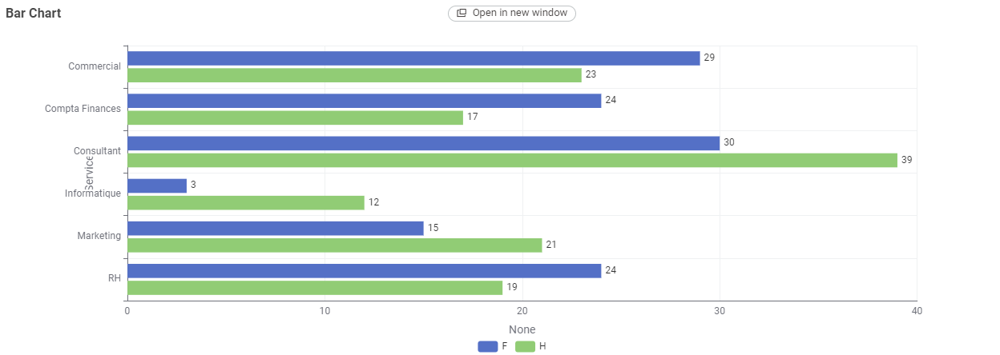 Bar Chart
Open in new window
Commercial
29
23
Compta Finances
24
17
Consultant
30
39
Service
Informatique
3
12
Marketing
15
21
RH
24
19
0 10 20 30 40
None
F H